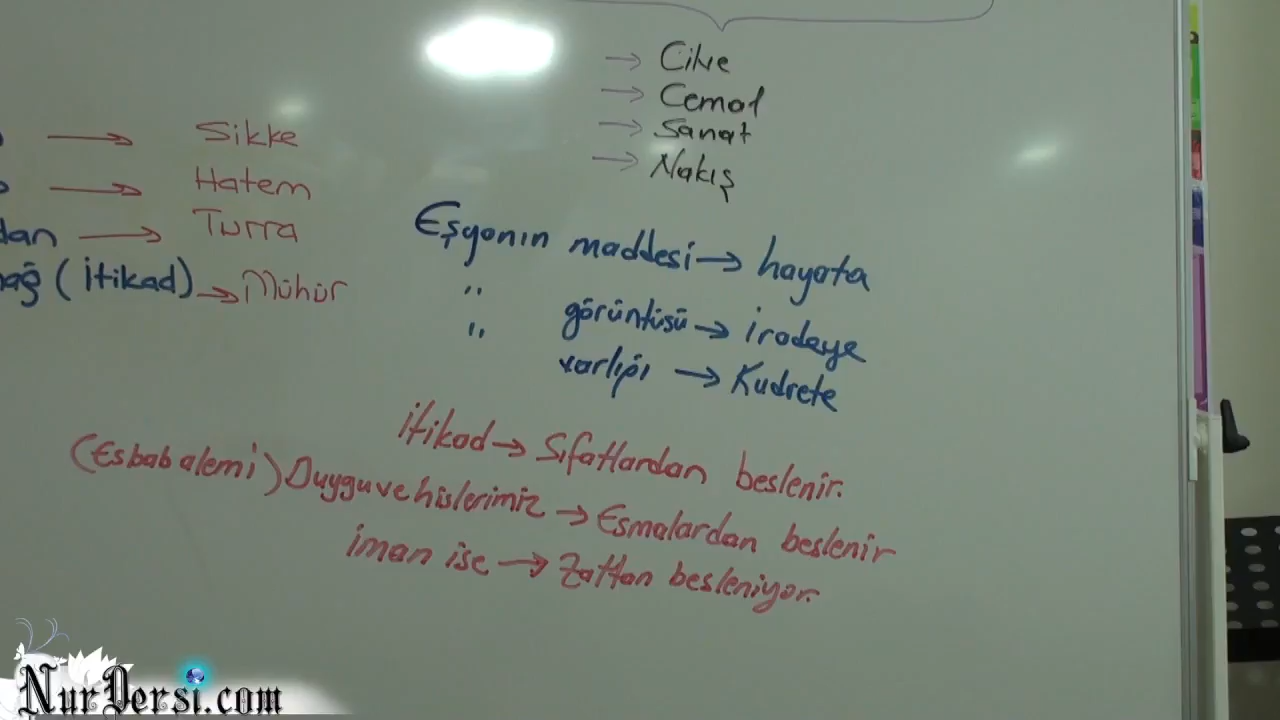 → Cilve
→ Cemal
→ Sanat
→ Nakış
→ Sikke
→ Hatem
dan → Turra
(İtikad) → Mühür
Eşyanın maddesi → hayata
" görüntüsü → iradeye
" varlığı → Kudrete
İtikad → Sıfatlardan beslenir.
(Esbab alemi) Duygu ve hislerimiz → Esmalardan beslenir
iman ise → Zattan besleniyor.
NurDersi.com